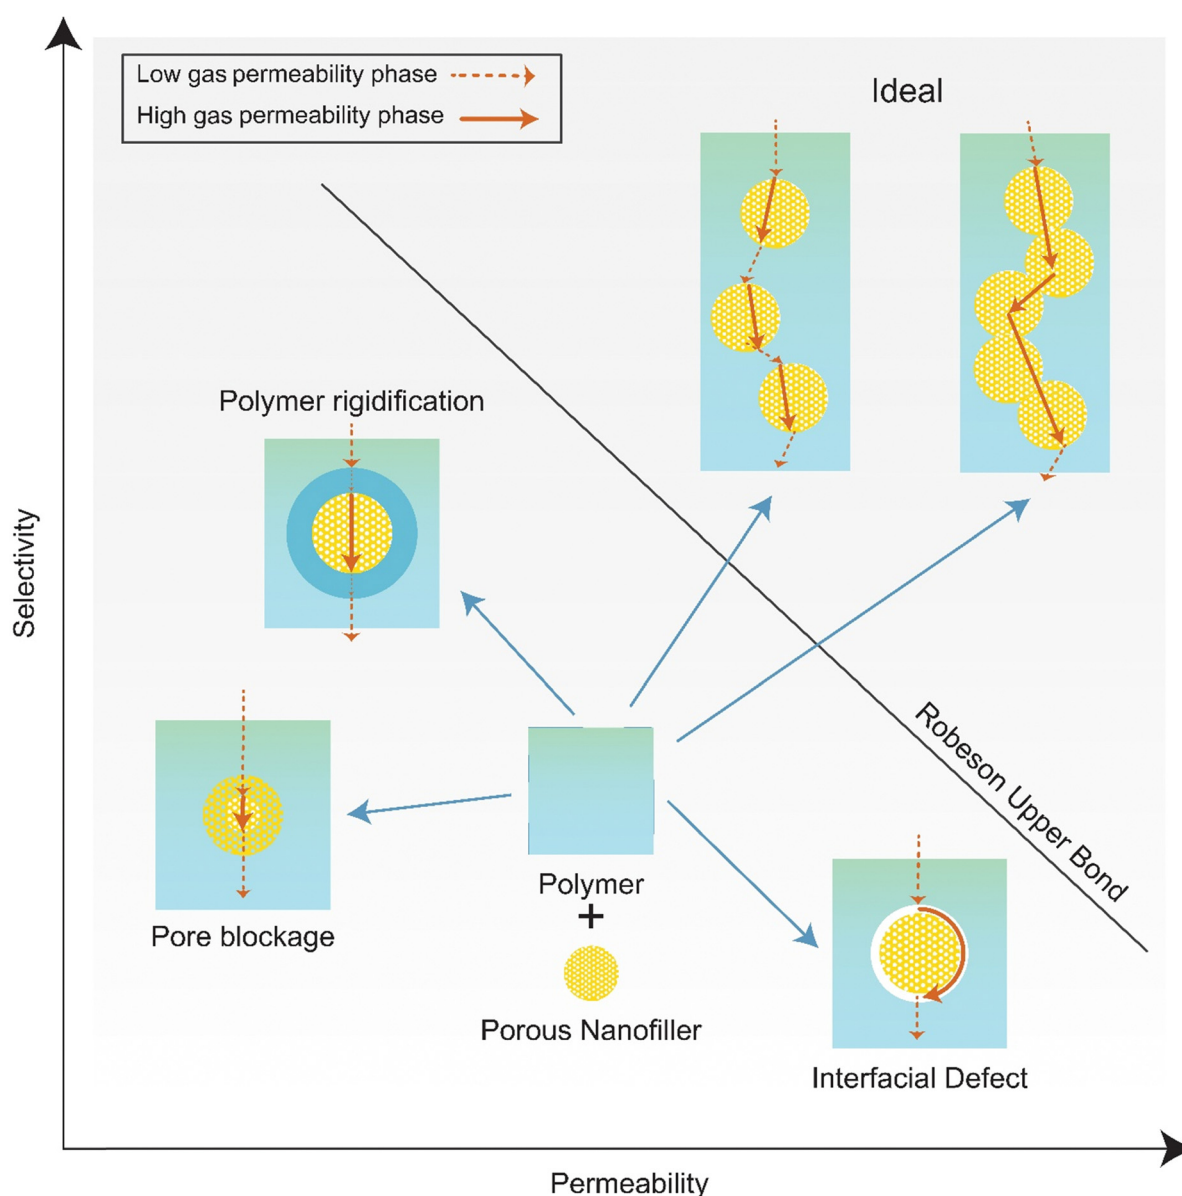 Low gas permeability phase
High gas permeability phase
Ideal
Polymer rigidification
Selectivity
Robeson Upper Bond
Pore blockage
Polymer
+
Porous Nanofiller
Interfacial Defect
Permeability